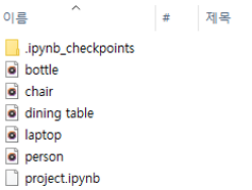 이름 # 제목
.ipynb_checkpoints
bottle
chair
dining table
laptop
person
project.ipynb